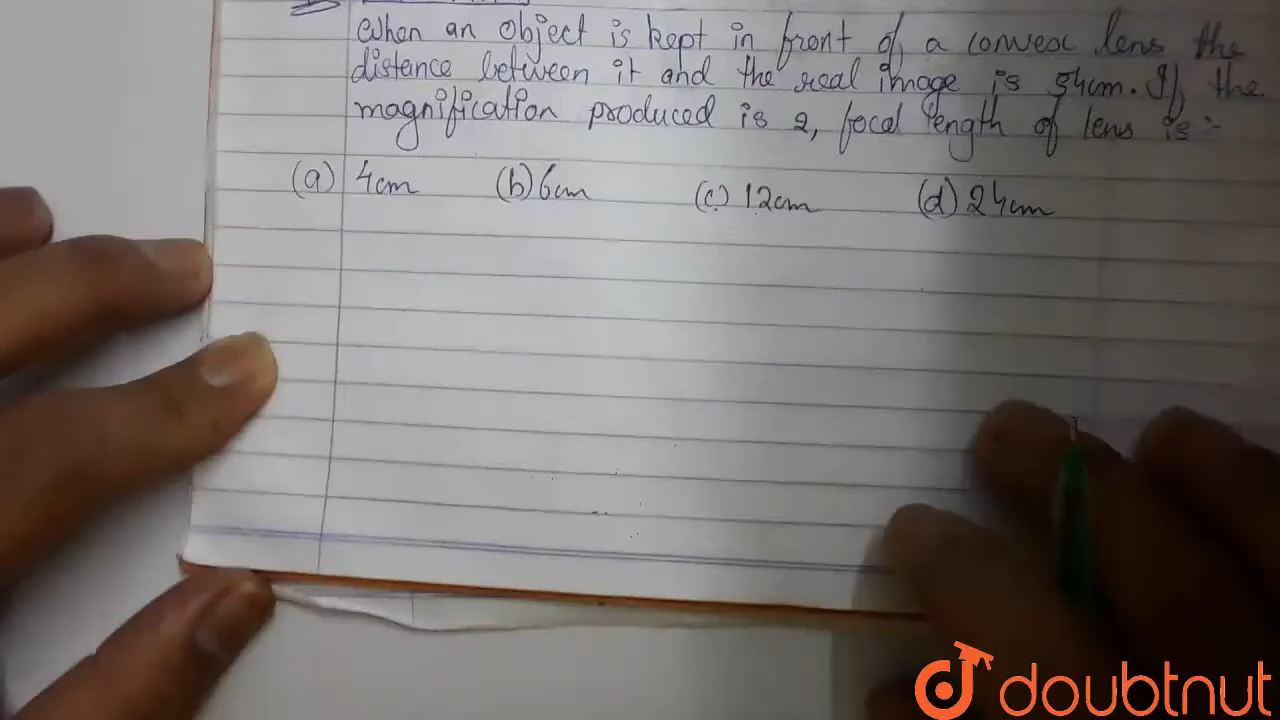 When an object is kept in front of a convex lens the
distance between it and the real image is 54cm. If the
magnification produced is 2, focal length of lens is :-
(a) 4cm (b) 6cm (c) 12cm (d) 24cm
doubtnut